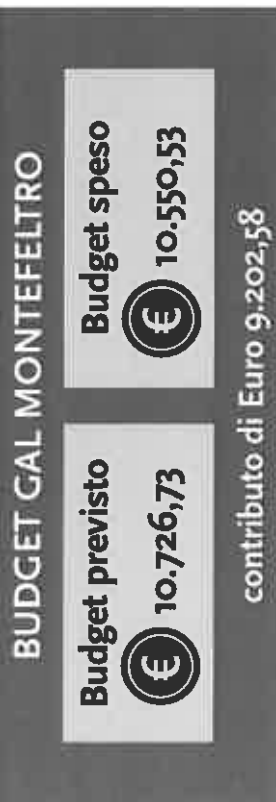 BUDGET GAL MONTEFELTRO
Budget previsto
€ 10.726,73
Budget speso
€ 10.550,53
contributo di Euro 9.202,58